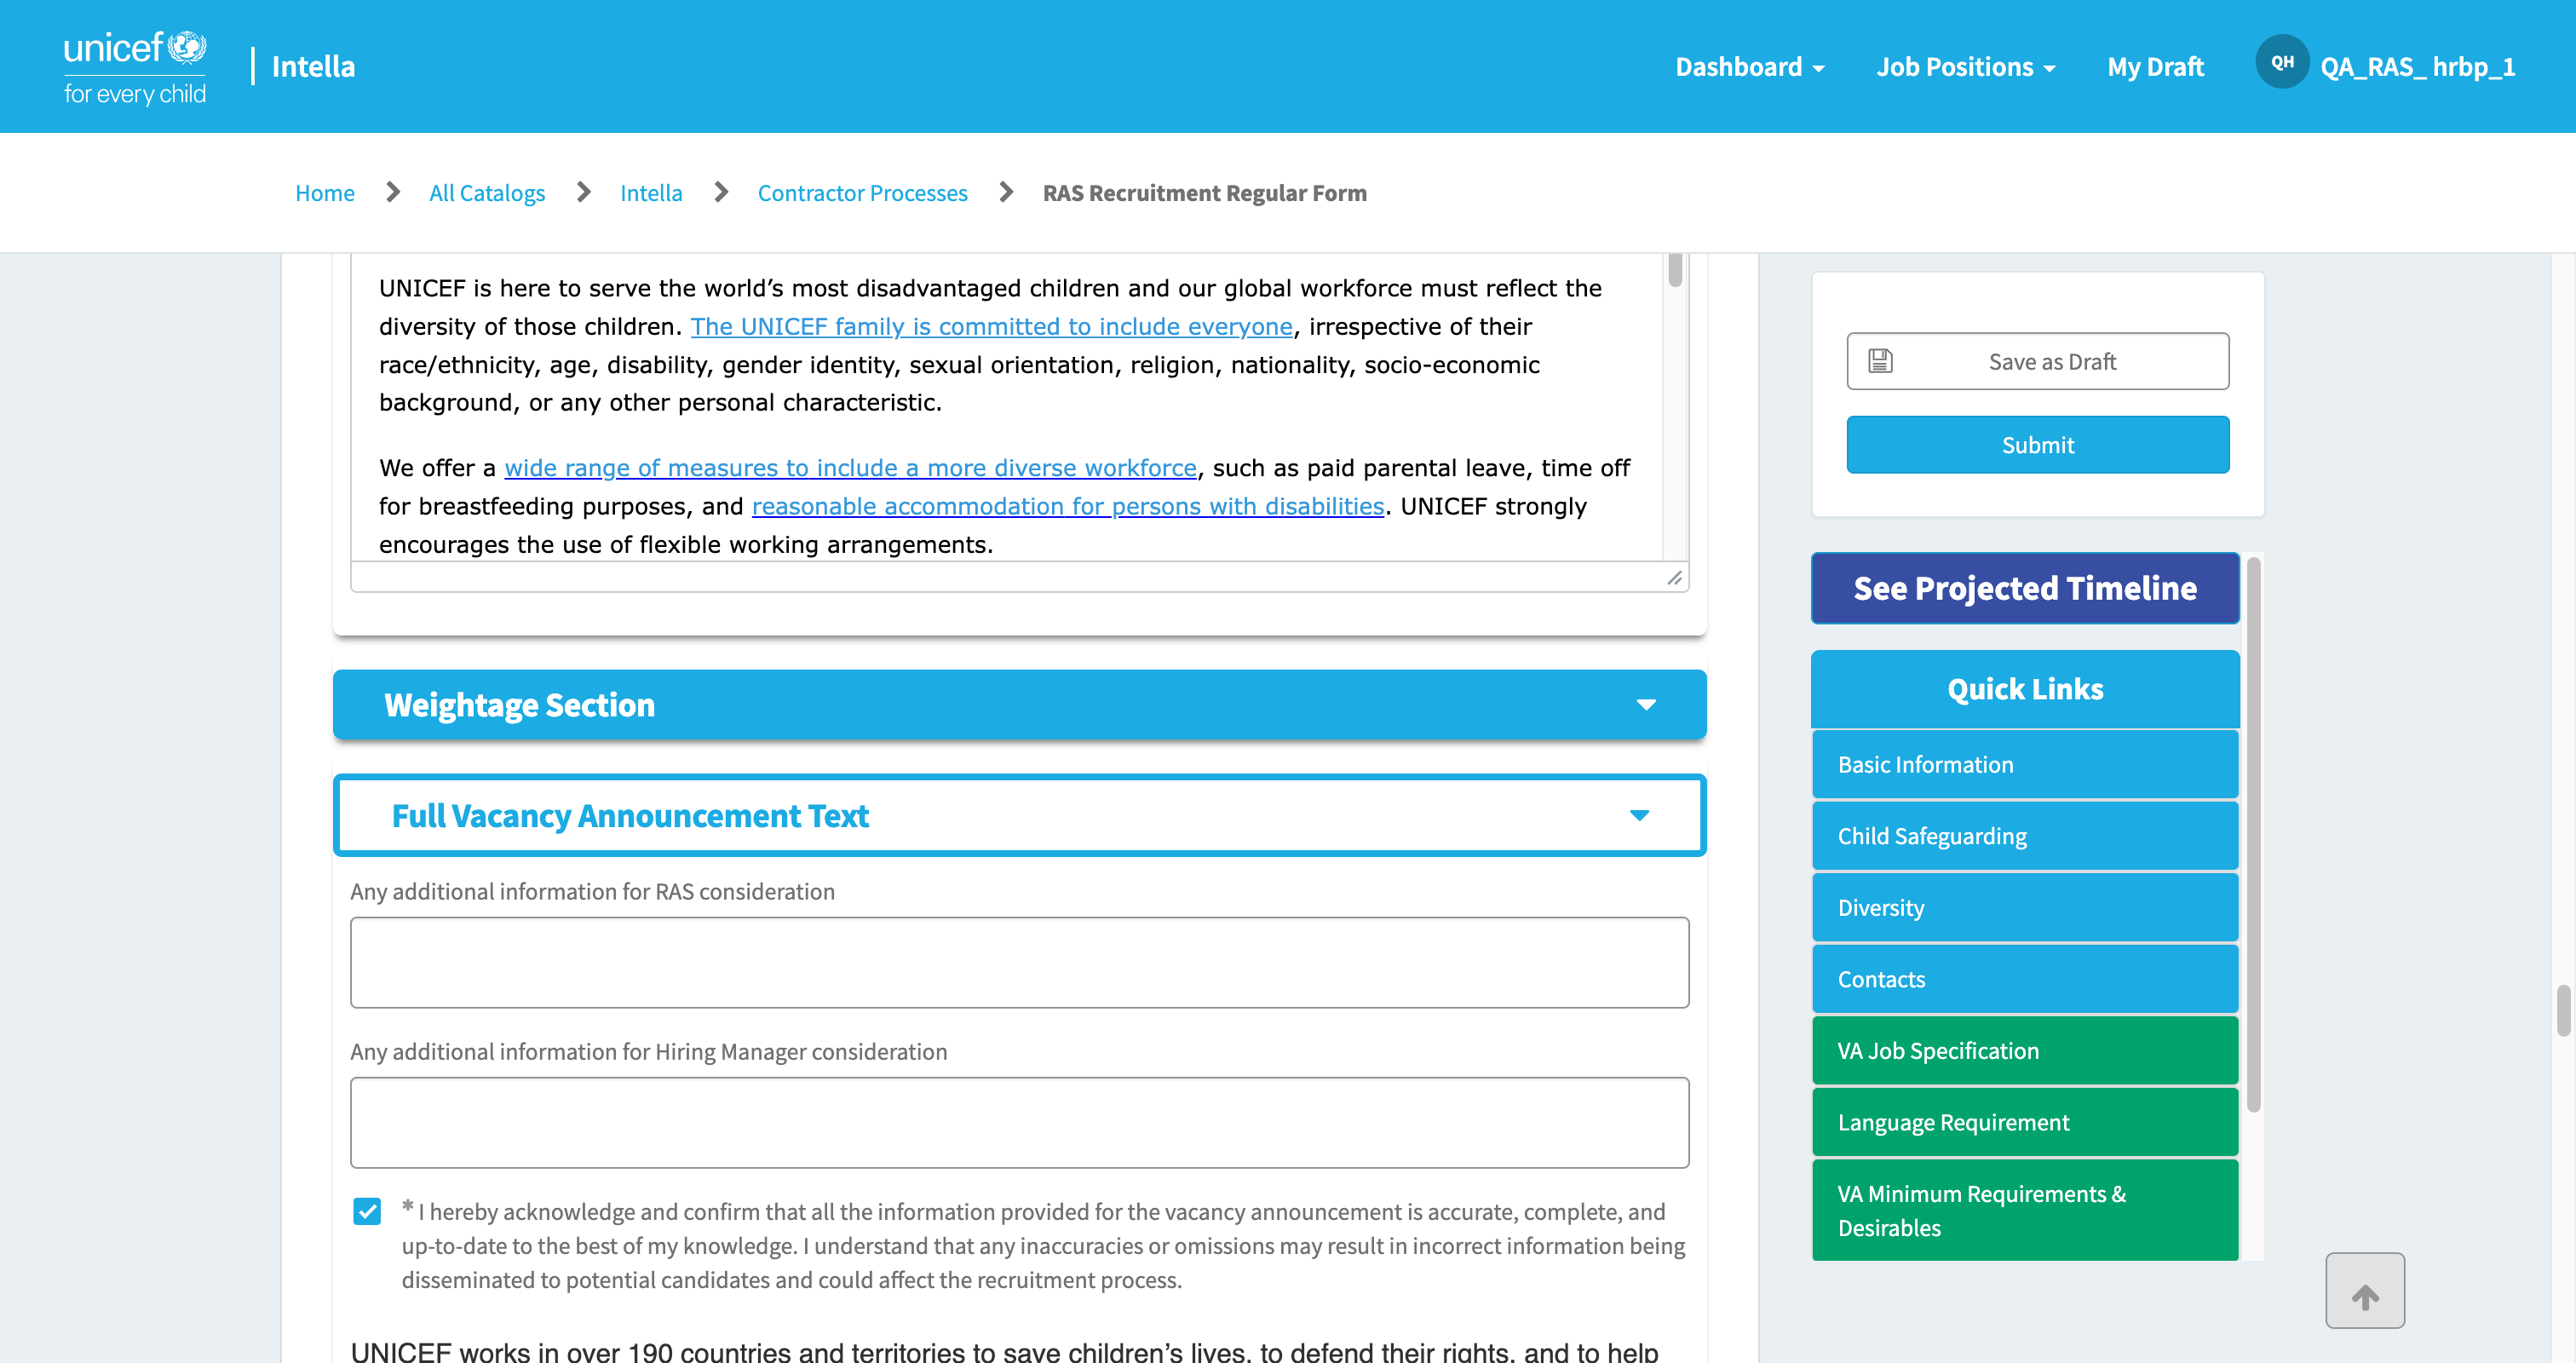 unicef
for every child
Intella
Dashboard
Job Positions
My Draft
QH
QA_RAS_ hrbp_1
Home
All Catalogs
Intella
Contractor Processes
RAS Recruitment Regular Form
UNICEF is here to serve the world’s most disadvantaged children and our global workforce must reflect the
diversity of those children. The UNICEF family is committed to include everyone, irrespective of their
race/ethnicity, age, disability, gender identity, sexual orientation, religion, nationality, socio-economic
background, or any other personal characteristic.
We offer a wide range of measures to include a more diverse workforce, such as paid parental leave, time off
for breastfeeding purposes, and reasonable accommodation for persons with disabilities. UNICEF strongly
encourages the use of flexible working arrangements.
Weightage Section
Full Vacancy Announcement Text
Any additional information for RAS consideration
Any additional information for Hiring Manager consideration
* I hereby acknowledge and confirm that all the information provided for the vacancy announcement is accurate, complete, and
up-to-date to the best of my knowledge. I understand that any inaccuracies or omissions may result in incorrect information being
disseminated to potential candidates and could affect the recruitment process.
UNICEF works in over 190 countries and territories to save children’s lives, to defend their rights, and to help
Save as Draft
Submit
See Projected Timeline
Quick Links
Basic Information
Child Safeguarding
Diversity
Contacts
VA Job Specification
Language Requirement
VA Minimum Requirements &
Desirables